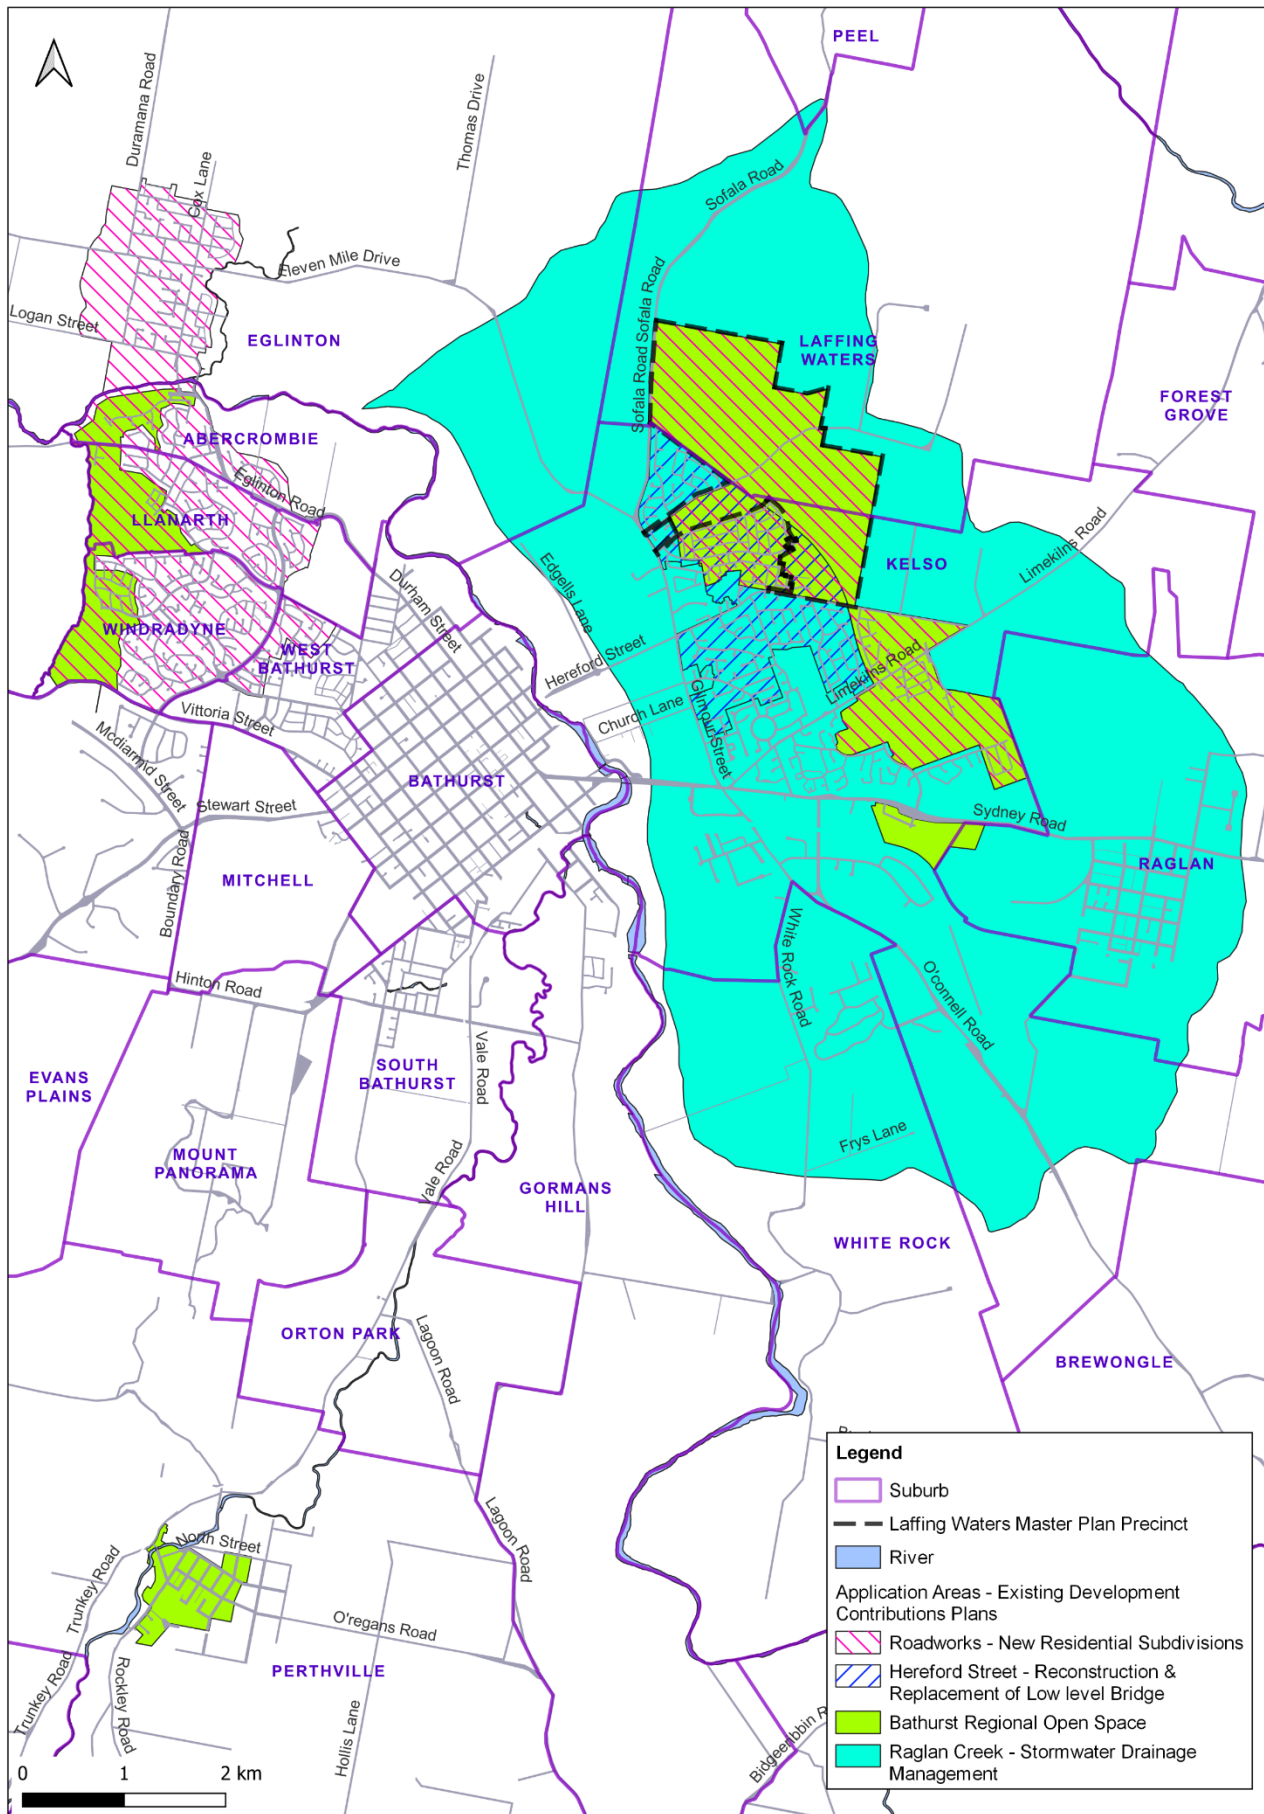 PEEL
Duramana Road
Thomas Drive
Cox Lane
Sofala Road
Eleven Mile Drive
Sofala Road
Sofala Road
Logan Street
EGLINTON
LAFFING
WATERS
FOREST
GROVE
ABERCROMBIE
Eglinton Road
LLANARTH
Limekilns Road
KELSO
Edgells Lane
Durham Street
WINDRADYNE
WEST
BATHURST
Hereford Street
Limekilns Road
Gilmour Street
Church Lane
Vittoria Street
Mcdiarmid Street
BATHURST
Stewart Street
Sydney Road
RAGLAN
Boundary Road
MITCHELL
White Rock Road
O'connell Road
Hinton Road
Vale Road
SOUTH
BATHURST
EVANS
PLAINS
Frys Lane
MOUNT
PANORAMA
Vale Road
GORMANS
HILL
WHITE ROCK
ORTON PARK
Lagoon Road
BREWONGLE
Legend
Suburb
Laffing Waters Master Plan Precinct
River
Application Areas - Existing Development
Contributions Plans
Roadworks - New Residential Subdivisions
Hereford Street - Reconstruction &
Replacement of Low level Bridge
Bathurst Regional Open Space
Raglan Creek - Stormwater Drainage
Management
Lagoon Road
North Street
Trunkey Road
O'regans Road
PERTHVILLE
Trunkey Road
Rockley Road
Hollis Lane
Bidgeeribbin R
0 1 2 km